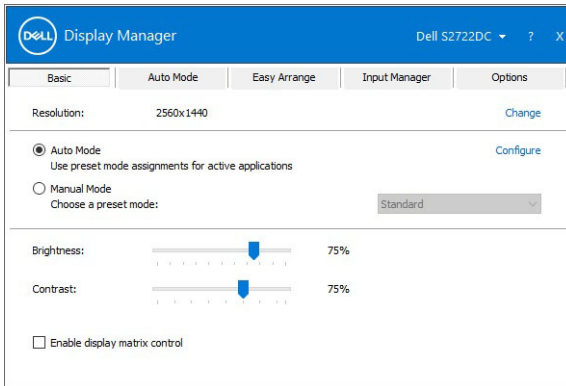 DELL Display Manager Dell S2722DC ? X
Basic Auto Mode Easy Arrange Input Manager Options
Resolution: 2560x1440 Change
Auto Mode Configure
Use preset mode assignments for active applications
Manual Mode
Choose a preset mode: Standard
Brightness: 75%
Contrast: 75%
Enable display matrix control